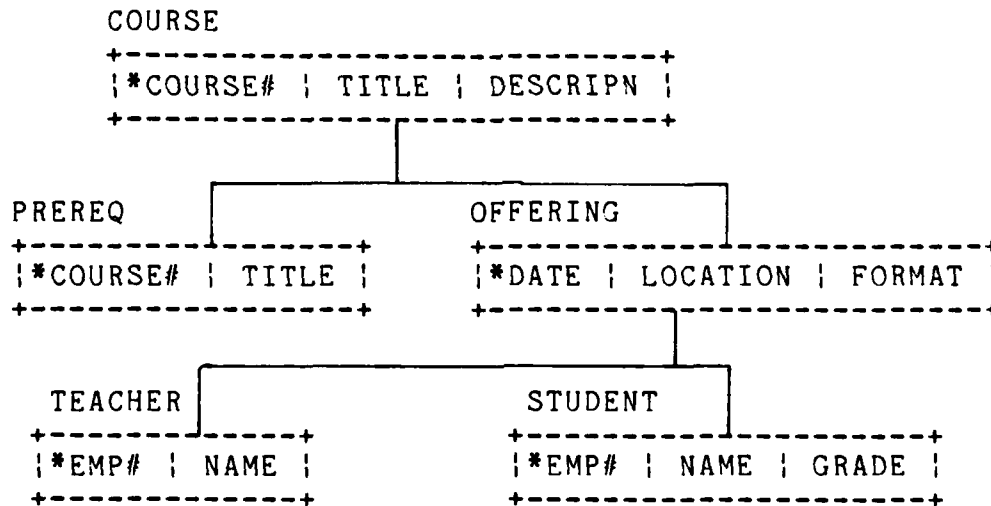 COURSE
*COURSE# ¦ TITLE ¦ DESCRIPN
PREREQ OFFERING
*COURSE# ¦ TITLE *DATE ¦ LOCATION ¦ FORMAT
TEACHER STUDENT
*EMP# ¦ NAME *EMP# ¦ NAME ¦ GRADE